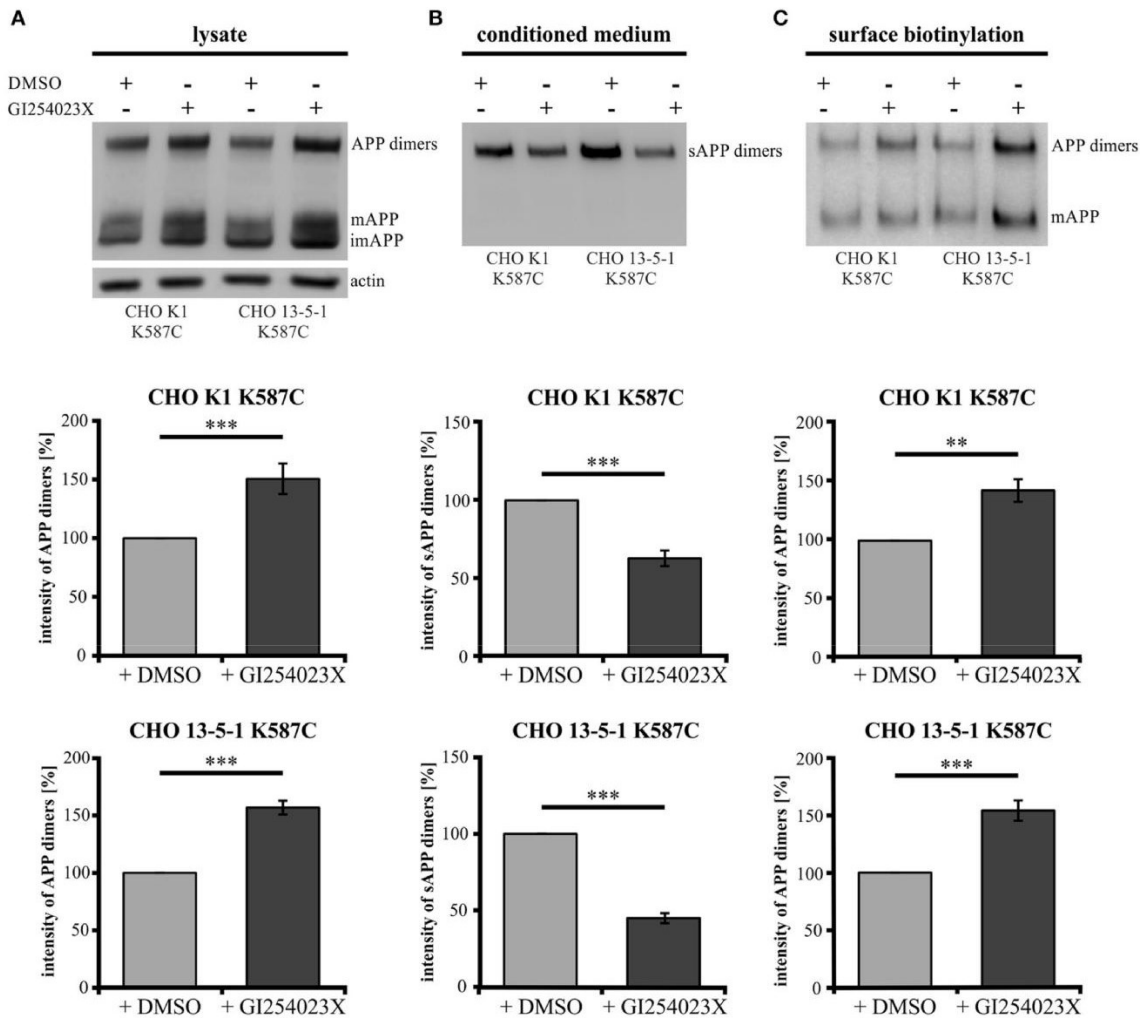 A
lysate
DMSO + - + -
GI254023X - + - +
APP dimers
mAPP
imAPP
actin
CHO K1 CHO 13-5-1
K587C K587C
B
conditioned medium
+ - + -
- + - +
sAPP dimers
CHO K1 CHO 13-5-1
K587C K587C
C
surface biotinylation
+ - + -
- + - +
APP dimers
mAPP
CHO K1 CHO 13-5-1
K587C K587C
CHO K1 K587C
intensity of APP dimers [%]
200
150
100
50
0
***
+ DMSO + GI254023X
CHO K1 K587C
intensity of sAPP dimers [%]
150
100
50
0
***
+ DMSO + GI254023X
CHO K1 K587C
intensity of APP dimers [%]
200
150
100
50
0
**
+ DMSO + GI254023X
CHO 13-5-1 K587C
intensity of APP dimers [%]
200
150
100
50
0
***
+ DMSO + GI254023X
CHO 13-5-1 K587C
intensity of sAPP dimers [%]
150
100
50
0
***
+ DMSO + GI254023X
CHO 13-5-1 K587C
intensity of APP dimers [%]
200
150
100
50
0
***
+ DMSO + GI254023X